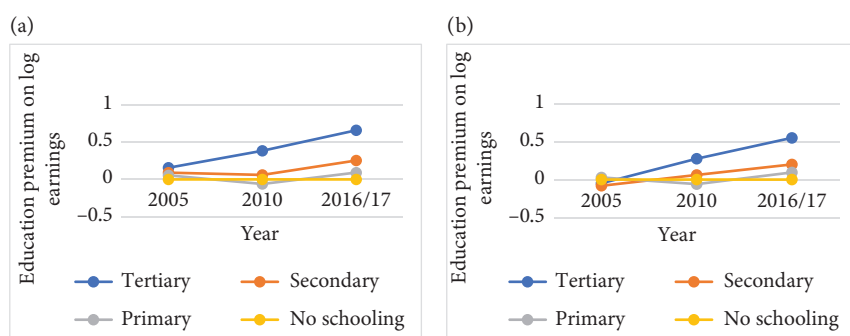 (a)
Education premium on log
earnings
1
0.5
0
−0.5
2005 2010 2016/17
Year
Tertiary Secondary
Primary No schooling
(b)
Education premium on log
earnings
1
0.5
0
−0.5
2005 2010 2016/17
Year
Tertiary Secondary
Primary No schooling